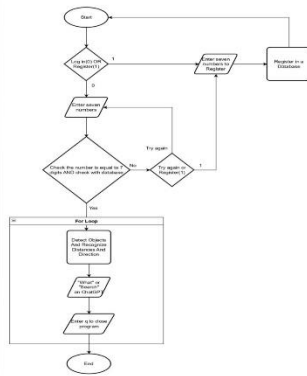 Start
Log in(0) OR
Register(1)
1
Enter seven
numbers to
Register
Register in a
Database
0
Enter seven
numbers
Try again
Check the number is equal to 7
digits AND check with database
No
Try again or
Register(1)
1
Yes
For Loop
Detect Objects
And Recognize
Distances And
Direction
"What" or
"Search"
on ChatGPT
Enter q to close
program
End